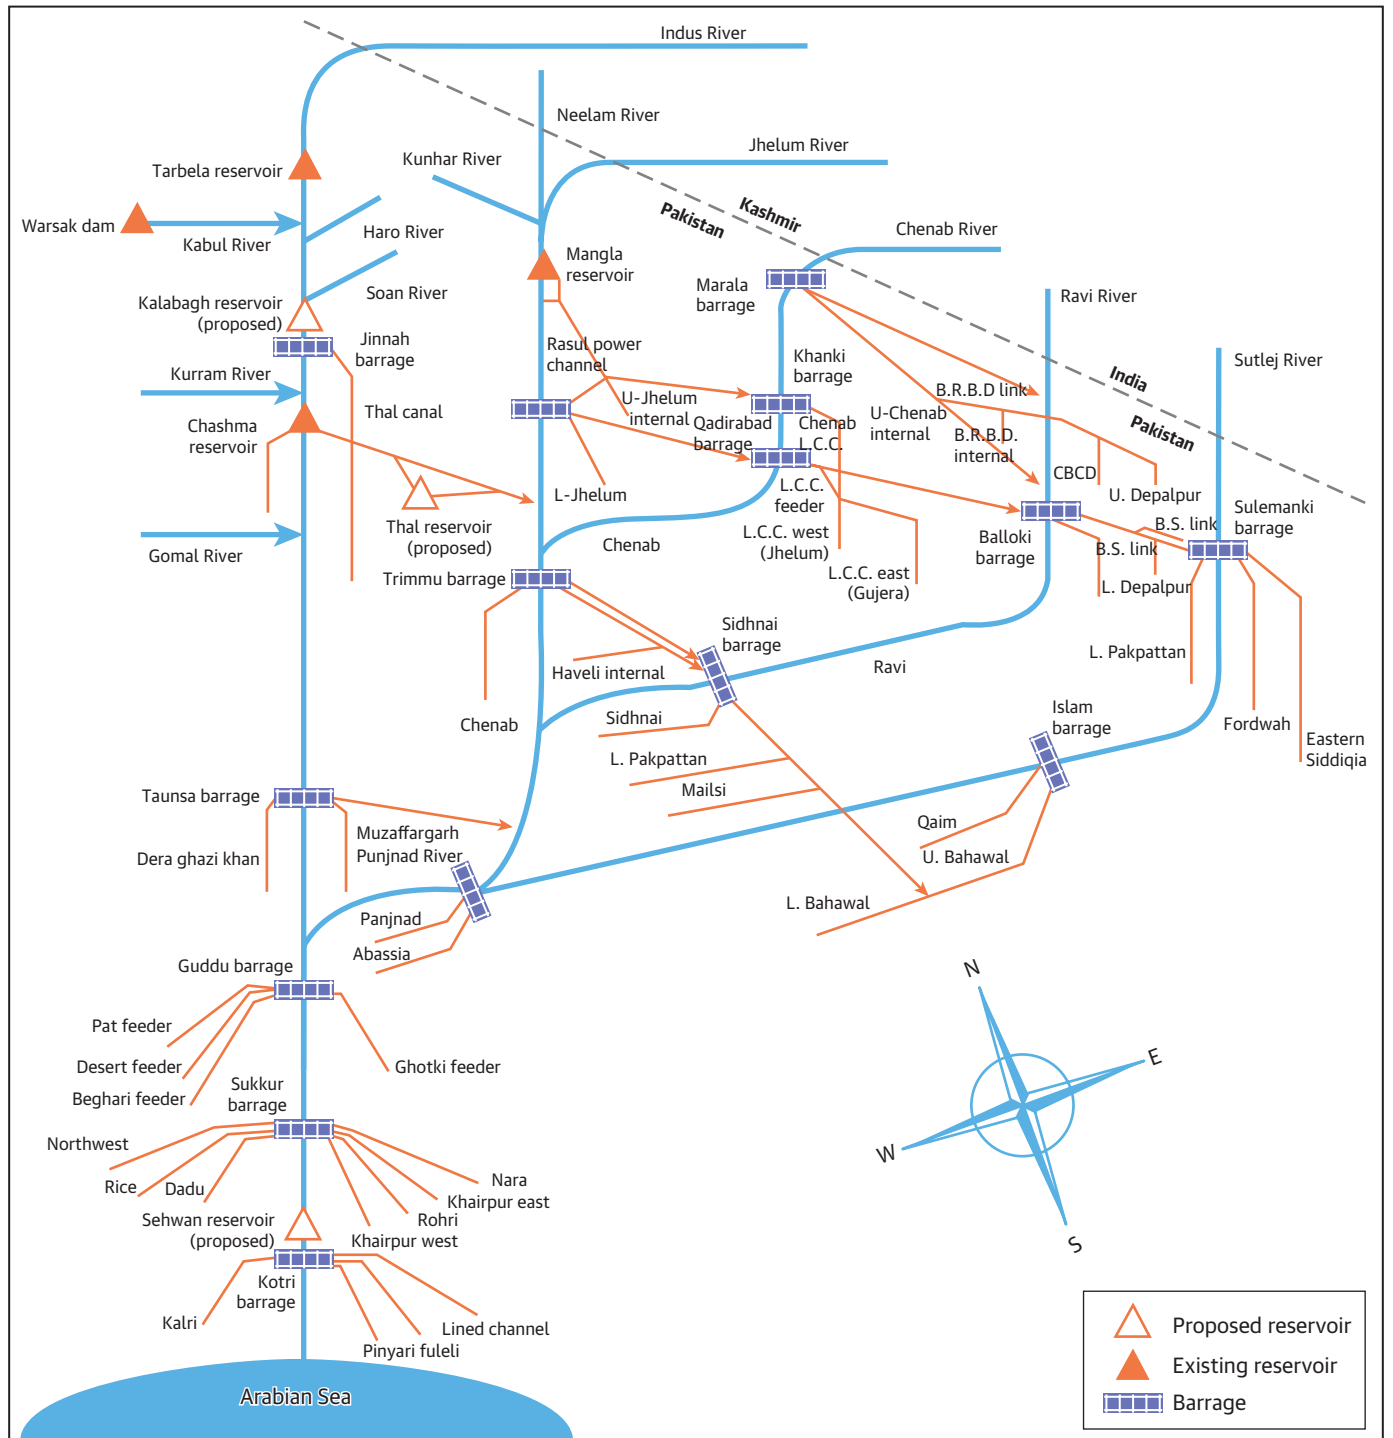 Indus River
Neelam River
Jhelum River
Kunhar River
Tarbela reservoir
Warsak dam
Kabul River
Haro River
Kashmir
Pakistan
Chenab River
Mangla
reservoir
Marala
barrage
Soan River
Kalabagh reservoir
(proposed)
Ravi River
Jinnah
barrage
Rasul power
channel
Khanki
barrage
Sutlej River
Kurram River
India
Pakistan
Thal canal
Chashma
reservoir
U-Jhelum
internal
Qadirabad
barrage
Chenab
L.C.C.
U-Chenab
internal
B.R.B.D link
B.R.B.D.
internal
CBCD
U. Depalpur
L-Jhelum
L.C.C.
feeder
Thal reservoir
(proposed)
Sulemanki
barrage
B.S. link
B.S. link
Gomal River
Chenab
L.C.C. west
(Jhelum)
Balloki
barrage
L.C.C. east
(Gujera)
L. Depalpur
Trimmu barrage
Sidhnai
barrage
Haveli internal
Ravi
L. Pakpattan
Chenab
Sidhnai
Islam
barrage
Fordwah
Eastern
Siddiqia
L. Pakpattan
Mailsi
Taunsa barrage
Qaim
Muzaffargarh
Punjnad River
Dera ghazi khan
U. Bahawal
L. Bahawal
Panjnad
Abassia
Guddu barrage
Pat feeder
Desert feeder
Beghari feeder
Ghotki feeder
Sukkur
barrage
Northwest
Rice
Dadu
Nara
Khairpur east
Rohri
Khairpur west
Sehwan reservoir
(proposed)
Kotri
barrage
Kalri
Lined channel
Pinyari fuleli
Arabian Sea
N
E
W
S
Proposed reservoir
Existing reservoir
Barrage